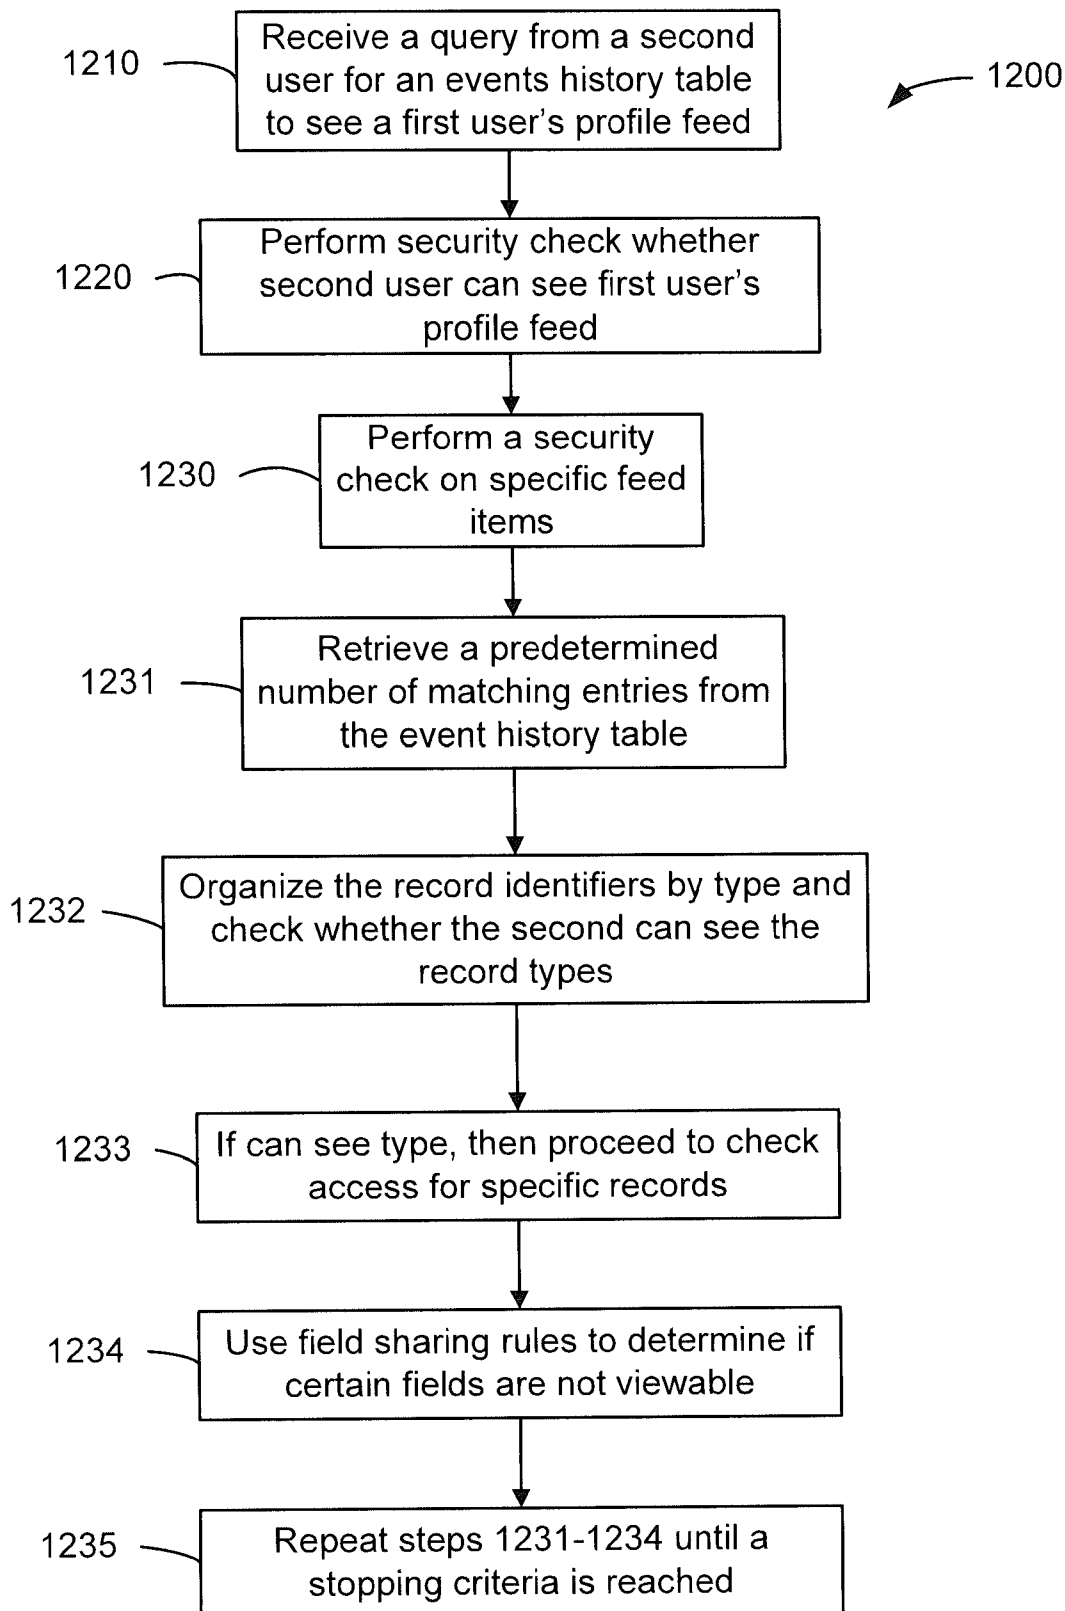 1210
Receive a query from a second
user for an events history table
to see a first user's profile feed
1200
1220
Perform security check whether
second user can see first user's
profile feed
1230
Perform a security
check on specific feed
items
1231
Retrieve a predetermined
number of matching entries from
the event history table
1232
Organize the record identifiers by type and
check whether the second can see the
record types
1233
If can see type, then proceed to check
access for specific records
1234
Use field sharing rules to determine if
certain fields are not viewable
1235
Repeat steps 1231-1234 until a
stopping criteria is reached